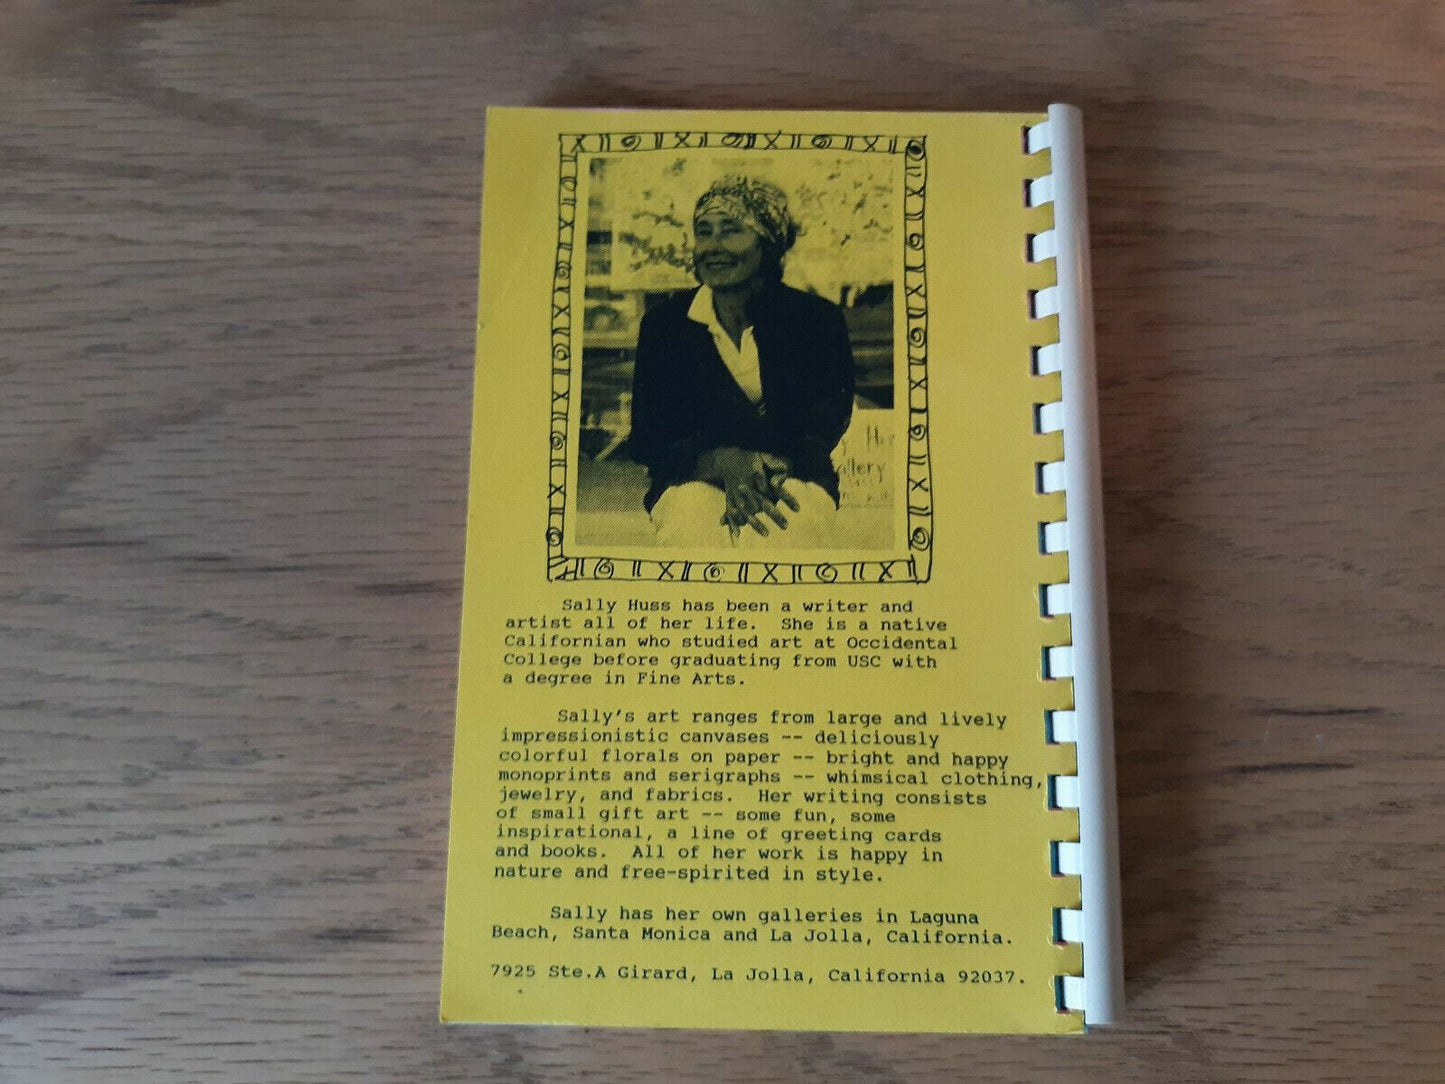 Sally Huss has been a writer and
artist all of her life. She is a native
Californian who studied art at Occidental
College before graduating from USC with
a degree in Fine Arts.
Sally's art ranges from large and lively
impressionistic canvases -- deliciously
colorful florals on paper -- bright and happy
monoprints and serigraphs -- whimsical clothing,
jewelry, and fabrics. Her writing consists
of small gift art -- some fun, some
inspirational, a line of greeting cards
and books. All of her work is happy in
nature and free-spirited in style.
Sally has her own galleries in Laguna
Beach, Santa Monica and La Jolla, California.
7925 Ste.A Girard, La Jolla, California 92037.